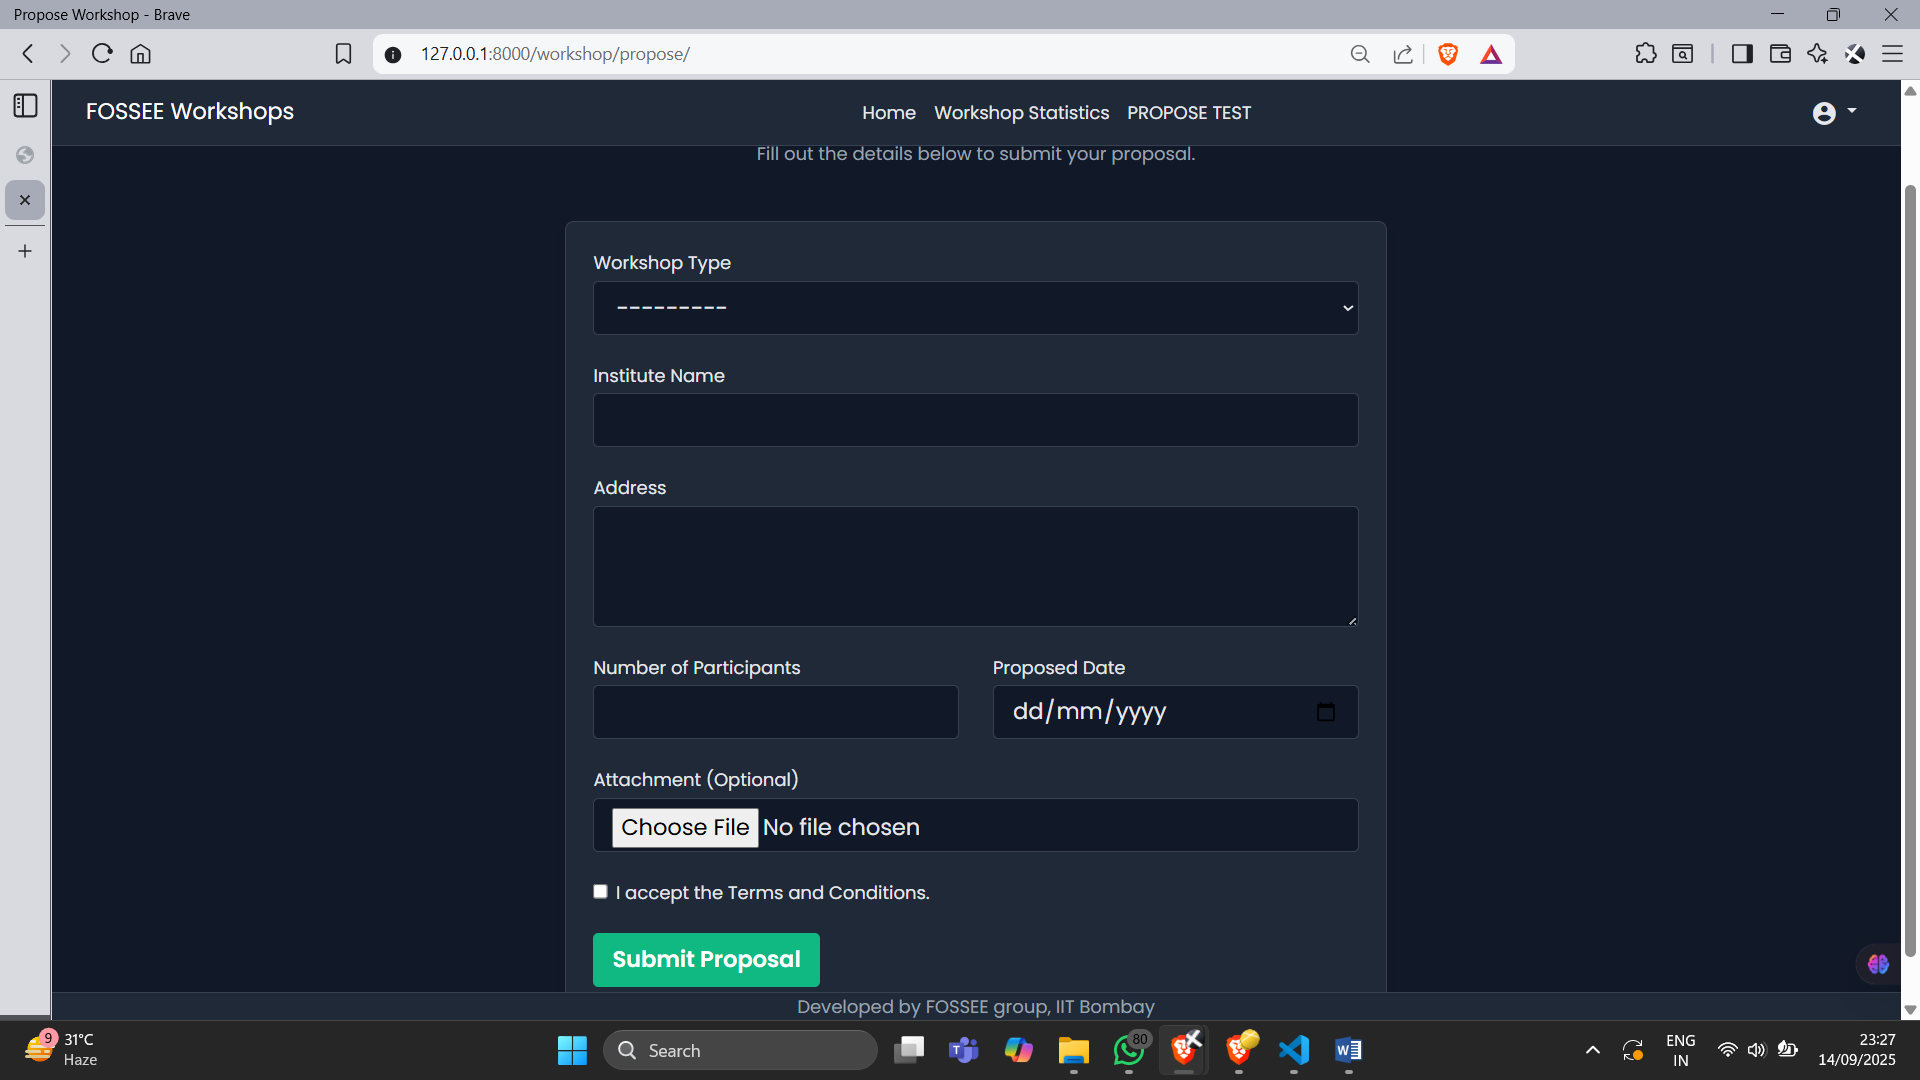 Propose Workshop - Brave
127.0.0.1:8000/workshop/propose/
FOSSEE Workshops
Home Workshop Statistics PROPOSE TEST
Fill out the details below to submit your proposal.
Workshop Type
---------
Institute Name
Address
Number of Participants Proposed Date
dd/mm/yyyy
Attachment (Optional)
Choose File No file chosen
I accept the Terms and Conditions.
Submit Proposal
Developed by FOSSEE group, IIT Bombay
9
31°C
Haze
Search
80
ENG
IN
23:27
14/09/2025